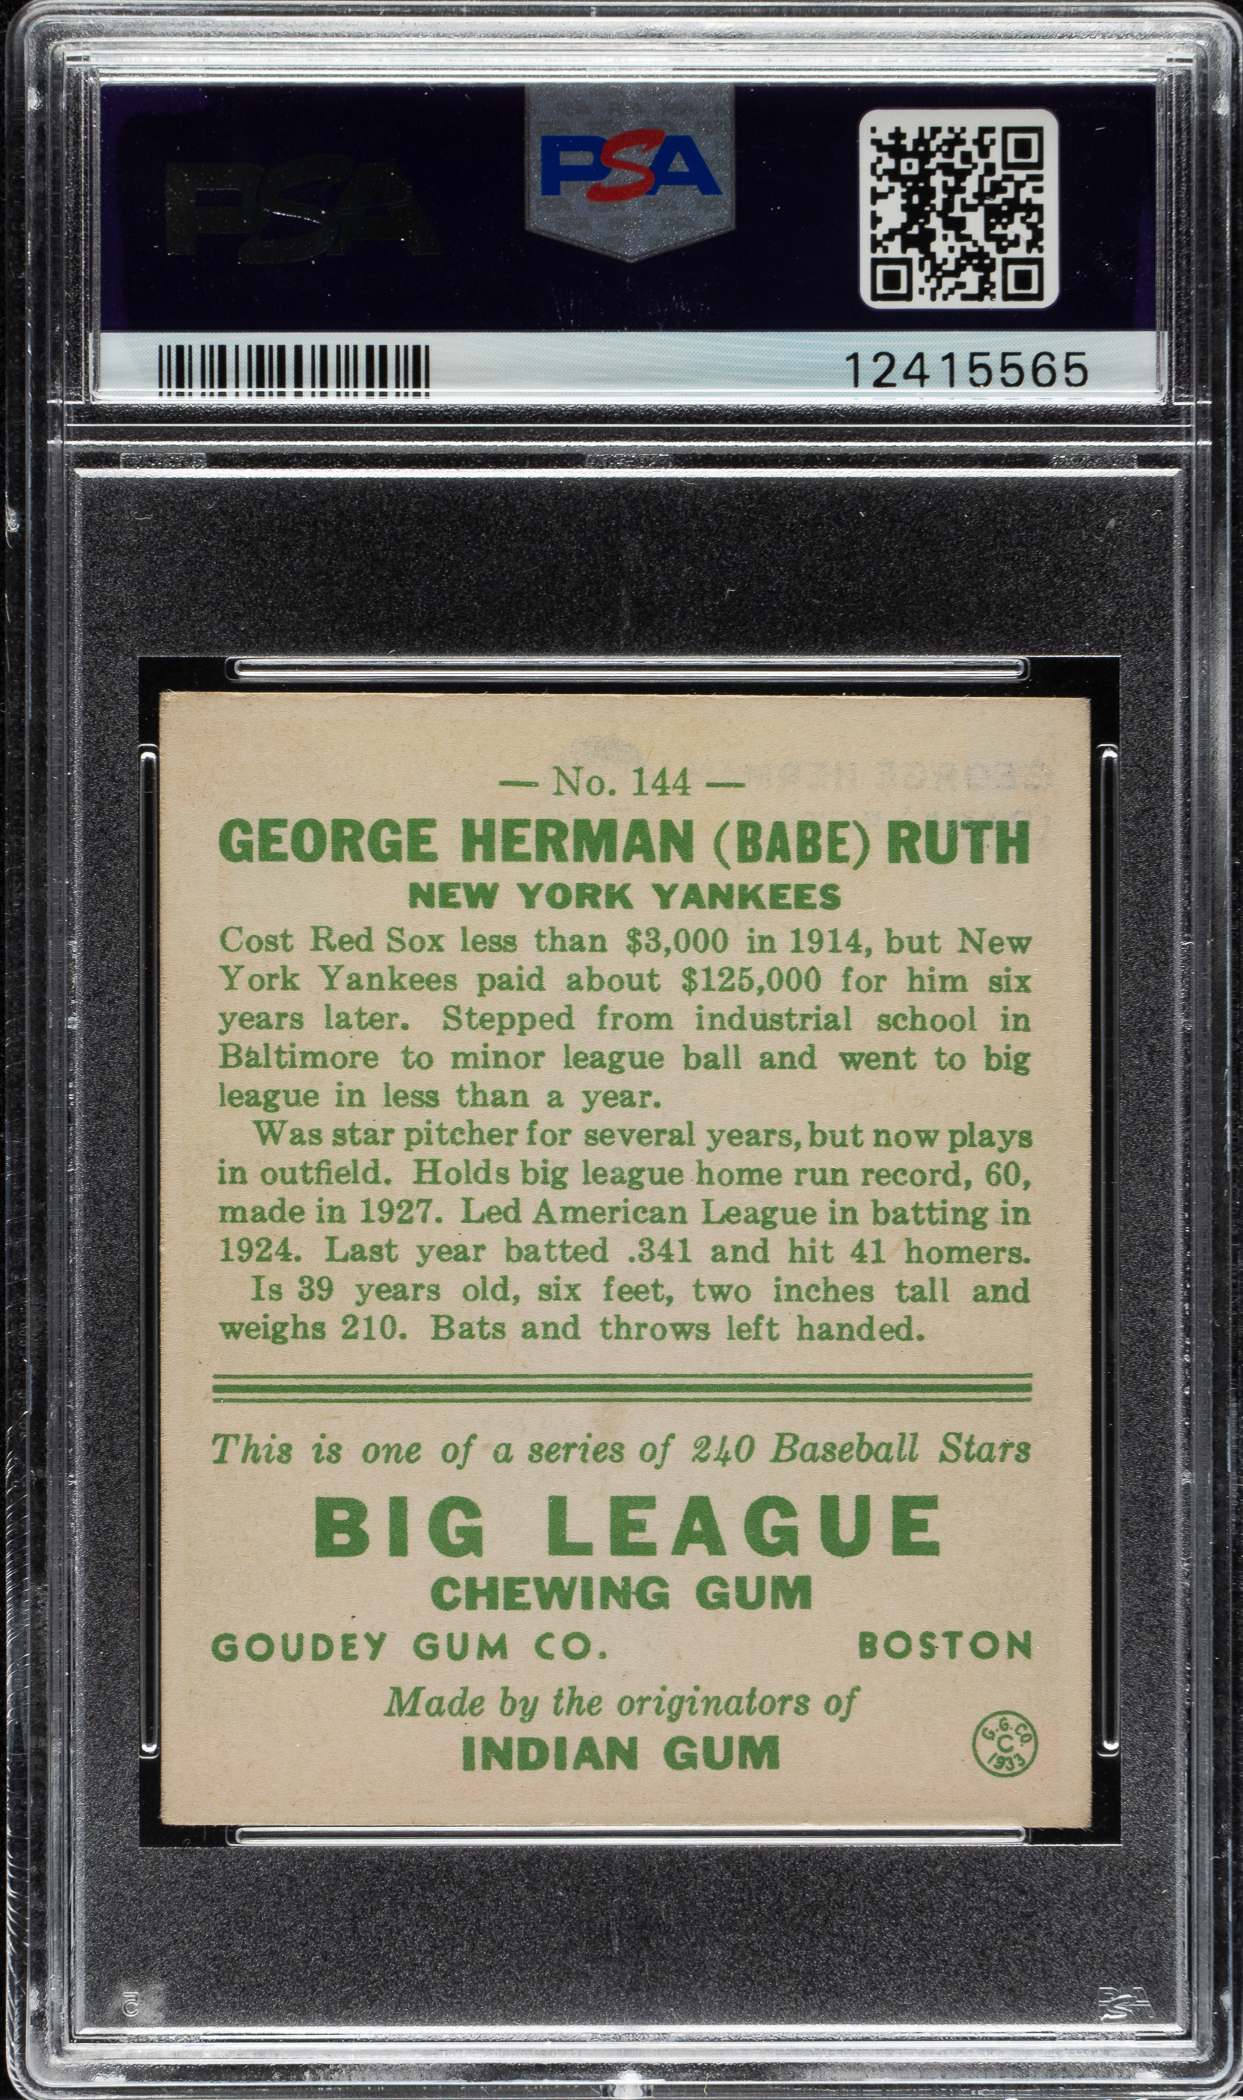 PSA
PSA
12415565
— No. 144 —
GEORGE HERMAN (BABE) RUTH
NEW YORK YANKEES
Cost Red Sox less than $3,000 in 1914, but New
York Yankees paid about $125,000 for him six
years later. Stepped from industrial school in
Baltimore to minor league ball and went to big
league in less than a year.
Was star pitcher for several years, but now plays
in outfield. Holds big league home run record, 60,
made in 1927. Led American League in batting in
1924. Last year batted .341 and hit 41 homers.
Is 39 years old, six feet, two inches tall and
weighs 210. Bats and throws left handed.
This is one of a series of 240 Baseball Stars
BIG LEAGUE
CHEWING GUM
GOUDEY GUM CO. BOSTON
Made by the originators of
INDIAN GUM
G. G. CO.
C
1933
PSA